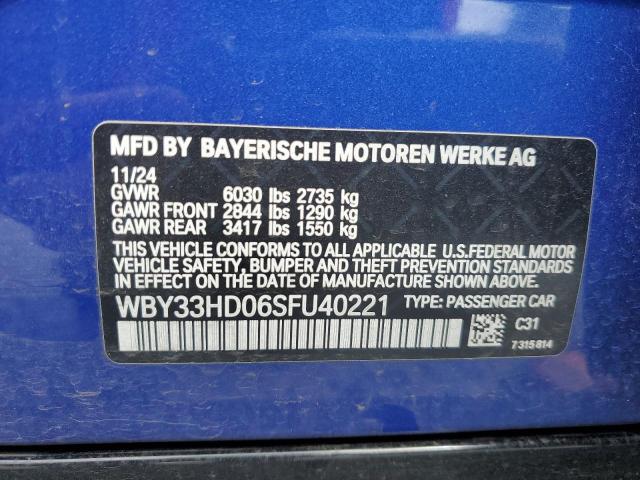 MFD BY BAYERISCHE MOTOREN WERKE AG
11/24
GVWR 6030 lbs 2735 kg
GAWR FRONT 2844 lbs 1290 kg
GAWR REAR 3417 lbs 1550 kg
THIS VEHICLE CONFORMS TO ALL APPLICABLE U.S.FEDERAL MOTOR
VEHICLE SAFETY, BUMPER AND THEFT PREVENTION STANDARDS
IN EFFECT ON THE DATE OF MANUFACTURE SHOWN ABOVE.
WBY33HD06SFU40221 TYPE: PASSENGER CAR
C31
7315814